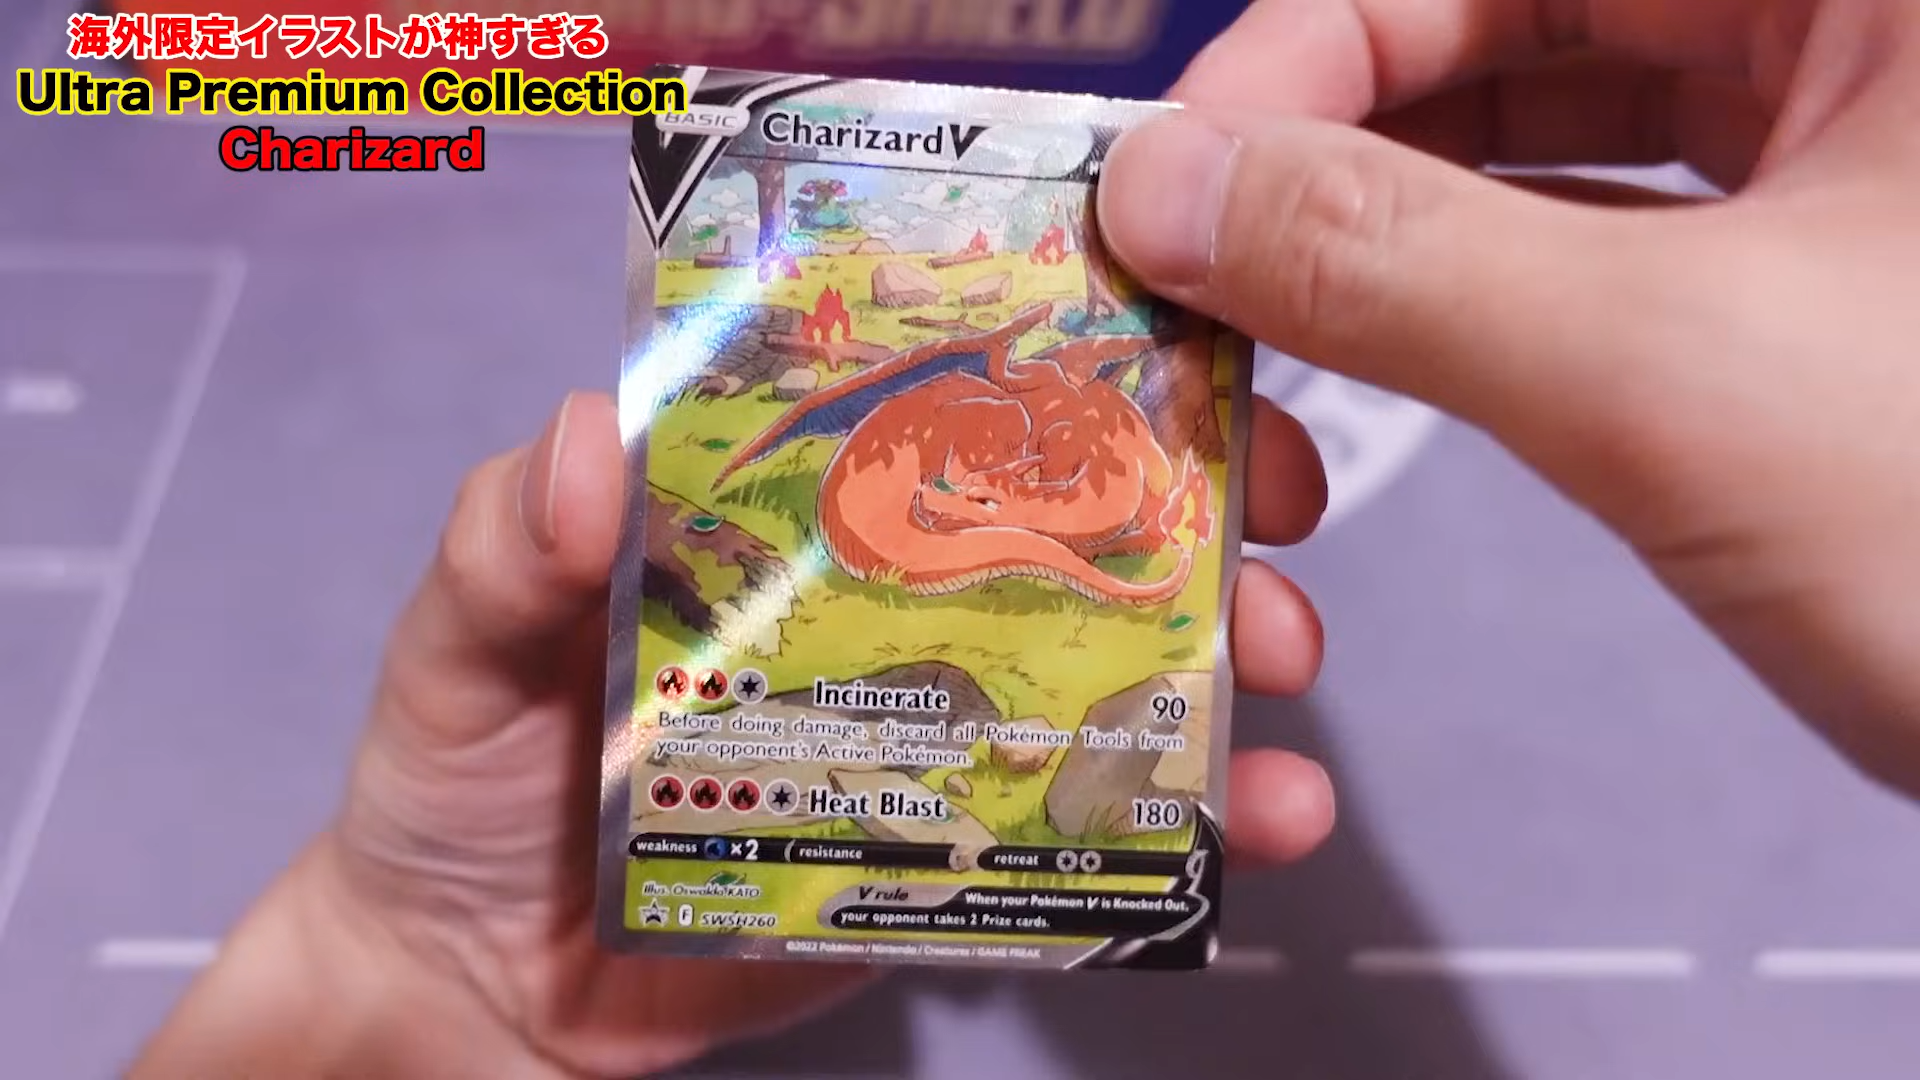 海外限定イラストが神すぎる
Ultra Premium Collection
Charizard
BASIC
Charizard V
Incinerate 90
Before doing damage, discard all Pokémon Tools from
your opponent's Active Pokémon.
Heat Blast 180
weakness ×2 resistance retreat
Illus. Oswaldo KATO
V rule When your Pokémon V is Knocked Out,
your opponent takes 2 Prize cards.
F SWSH260
©2022 Pokémon / Nintendo / Creatures / GAME FREAK